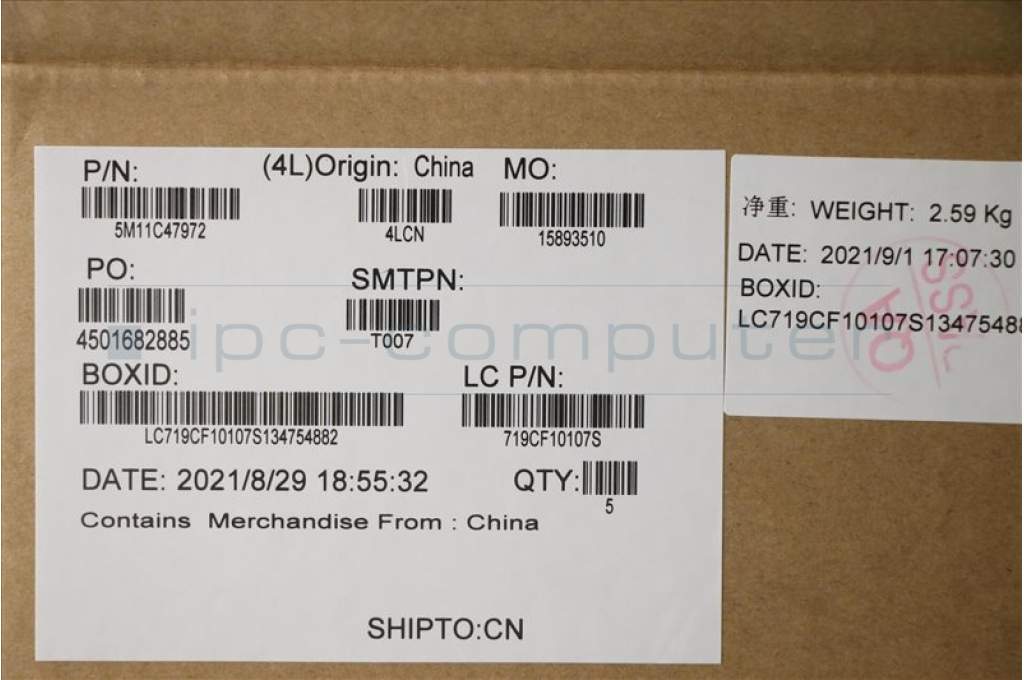 P/N:
5M11C47972
(4L)Origin: China
4LCN
MO:
15893510
PO:
4501682885
SMTPN:
T007
BOXID:
LC719CF10107S134754882
LC P/N:
719CF10107S
DATE: 2021/8/29 18:55:32
QTY:
5
Contains Merchandise From : China
SHIPTO:CN
净重: WEIGHT: 2.59 Kg
DATE: 2021/9/1 17:07:30
BOXID:
LC719CF10107S13475488
QA
ipc-computer